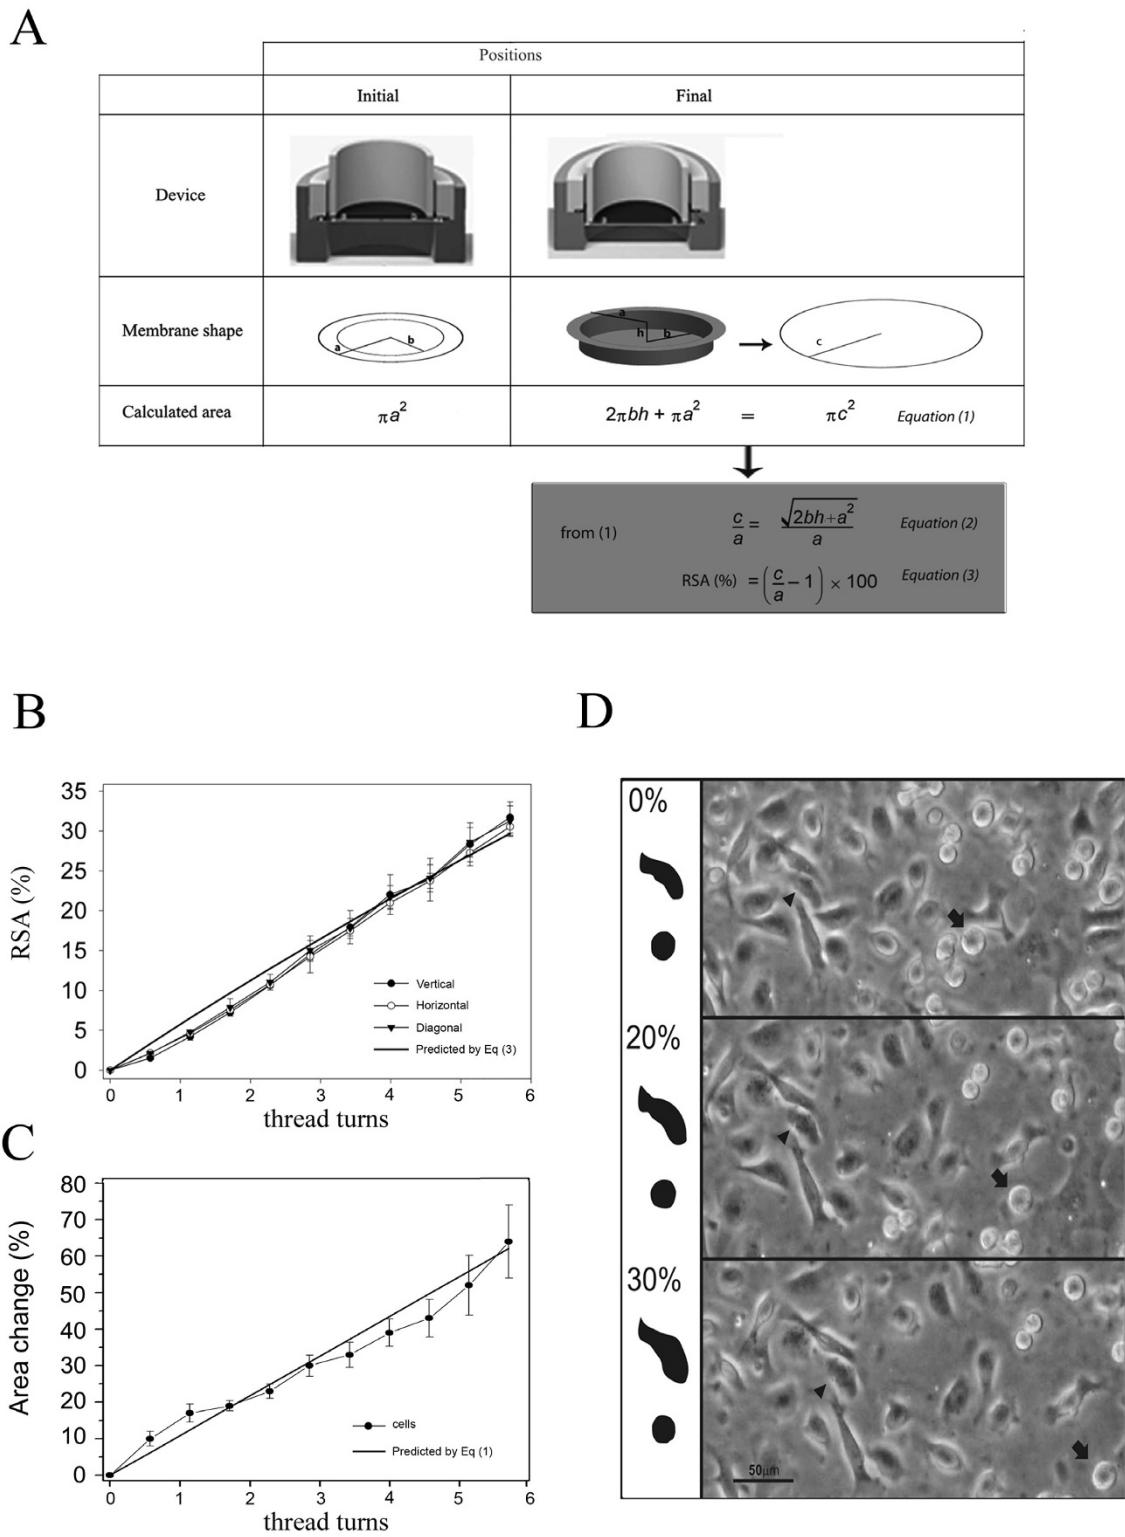 A
Positions
Initial Final
Device
Membrane shape
a b
a h b
c
Calculated area
πa²
2πbh + πa² = πc² Equation (1)
from (1)
c/a = √(2bh+a²)/a Equation (2)
RSA (%) = (c/a – 1) × 100 Equation (3)
B
RSA (%)
35
30
25
20
15
10
5
0
Vertical
Horizontal
Diagonal
Predicted by Eq (3)
0 1 2 3 4 5 6
thread turns
C
Area change (%)
80
70
60
50
40
30
20
10
0
cells
Predicted by Eq (1)
0 1 2 3 4 5 6
thread turns
D
0%
20%
30%
50μm